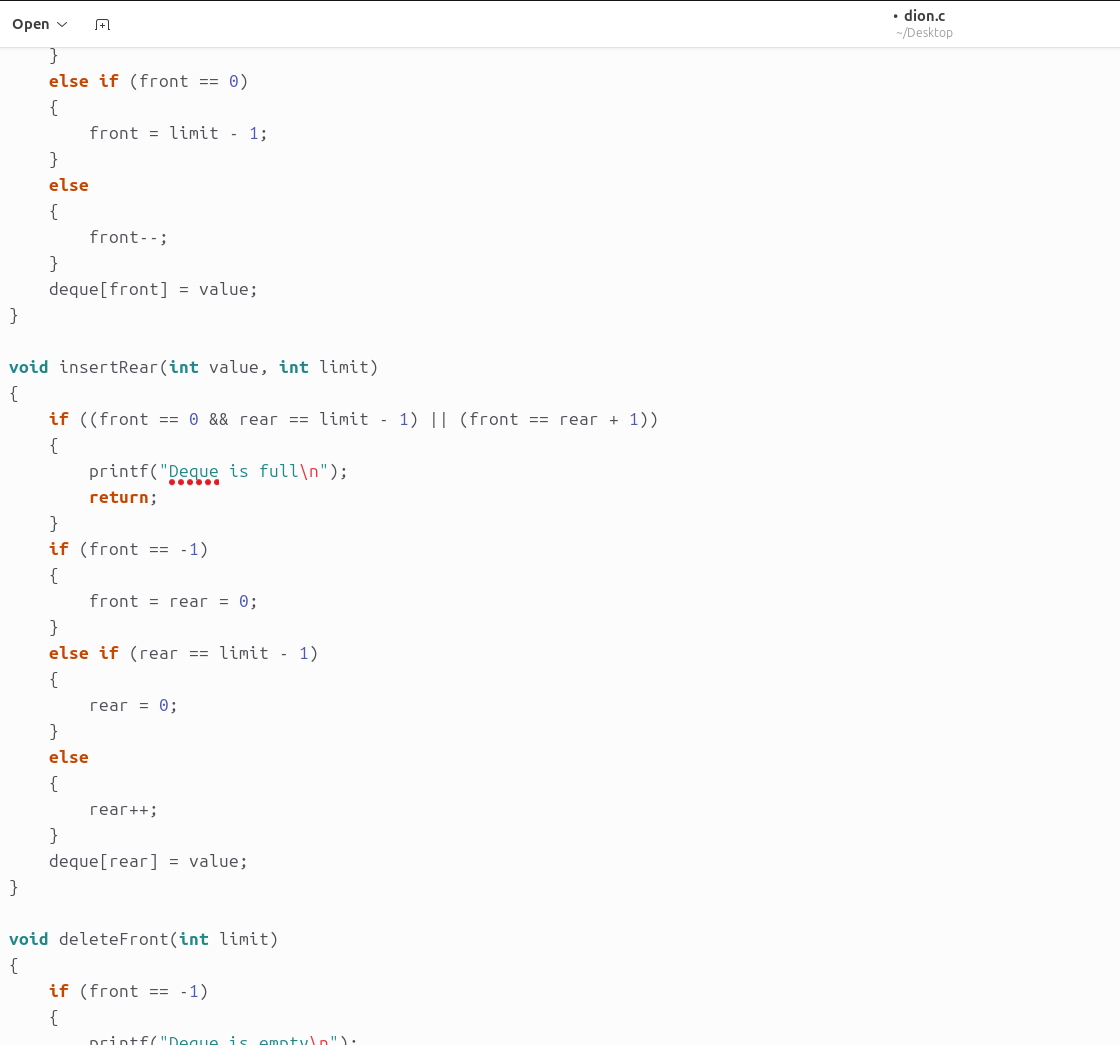 Open
• dion.c
~/Desktop
    }
    else if (front == 0)
    {
        front = limit - 1;
    }
    else
    {
        front--;
    }
    deque[front] = value;
}

void insertRear(int value, int limit)
{
    if ((front == 0 && rear == limit - 1) || (front == rear + 1))
    {
        printf("Deque is full\n");
        return;
    }
    if (front == -1)
    {
        front = rear = 0;
    }
    else if (rear == limit - 1)
    {
        rear = 0;
    }
    else
    {
        rear++;
    }
    deque[rear] = value;
}

void deleteFront(int limit)
{
    if (front == -1)
    {
        printf("Deque is empty\n");